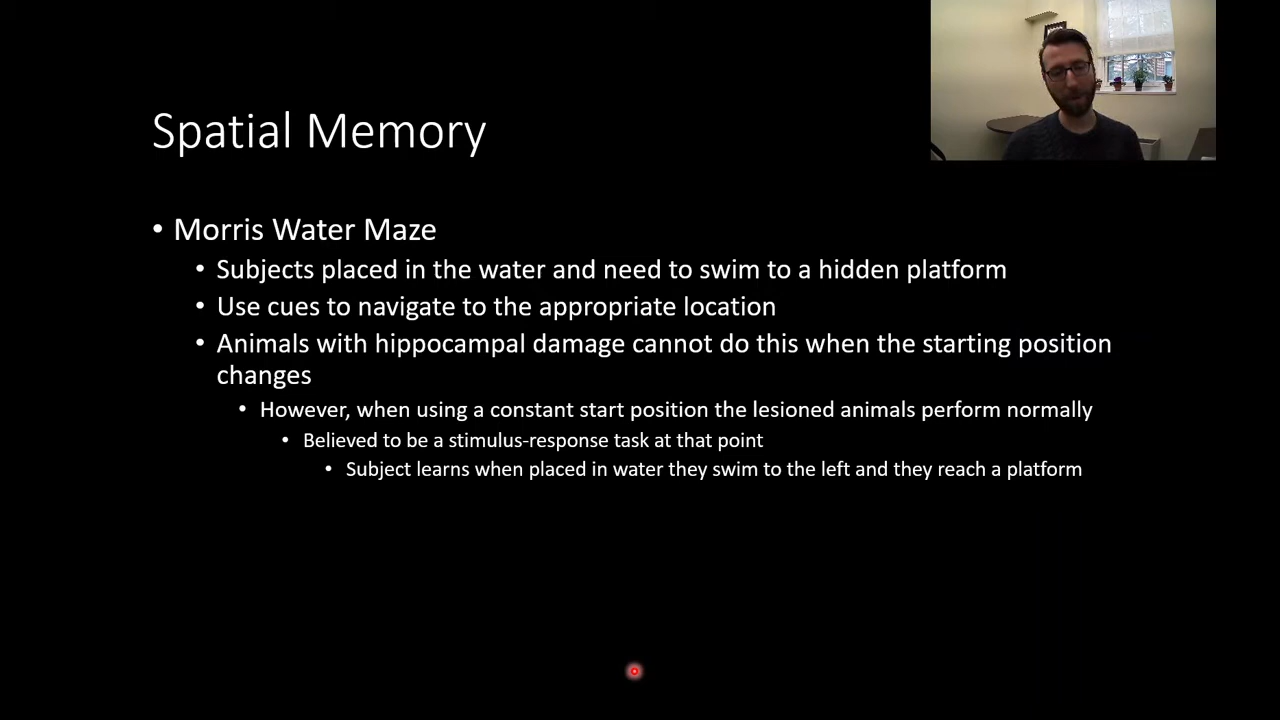 Spatial Memory
• Morris Water Maze
• Subjects placed in the water and need to swim to a hidden platform
• Use cues to navigate to the appropriate location
• Animals with hippocampal damage cannot do this when the starting position
changes
• However, when using a constant start position the lesioned animals perform normally
• Believed to be a stimulus-response task at that point
• Subject learns when placed in water they swim to the left and they reach a platform